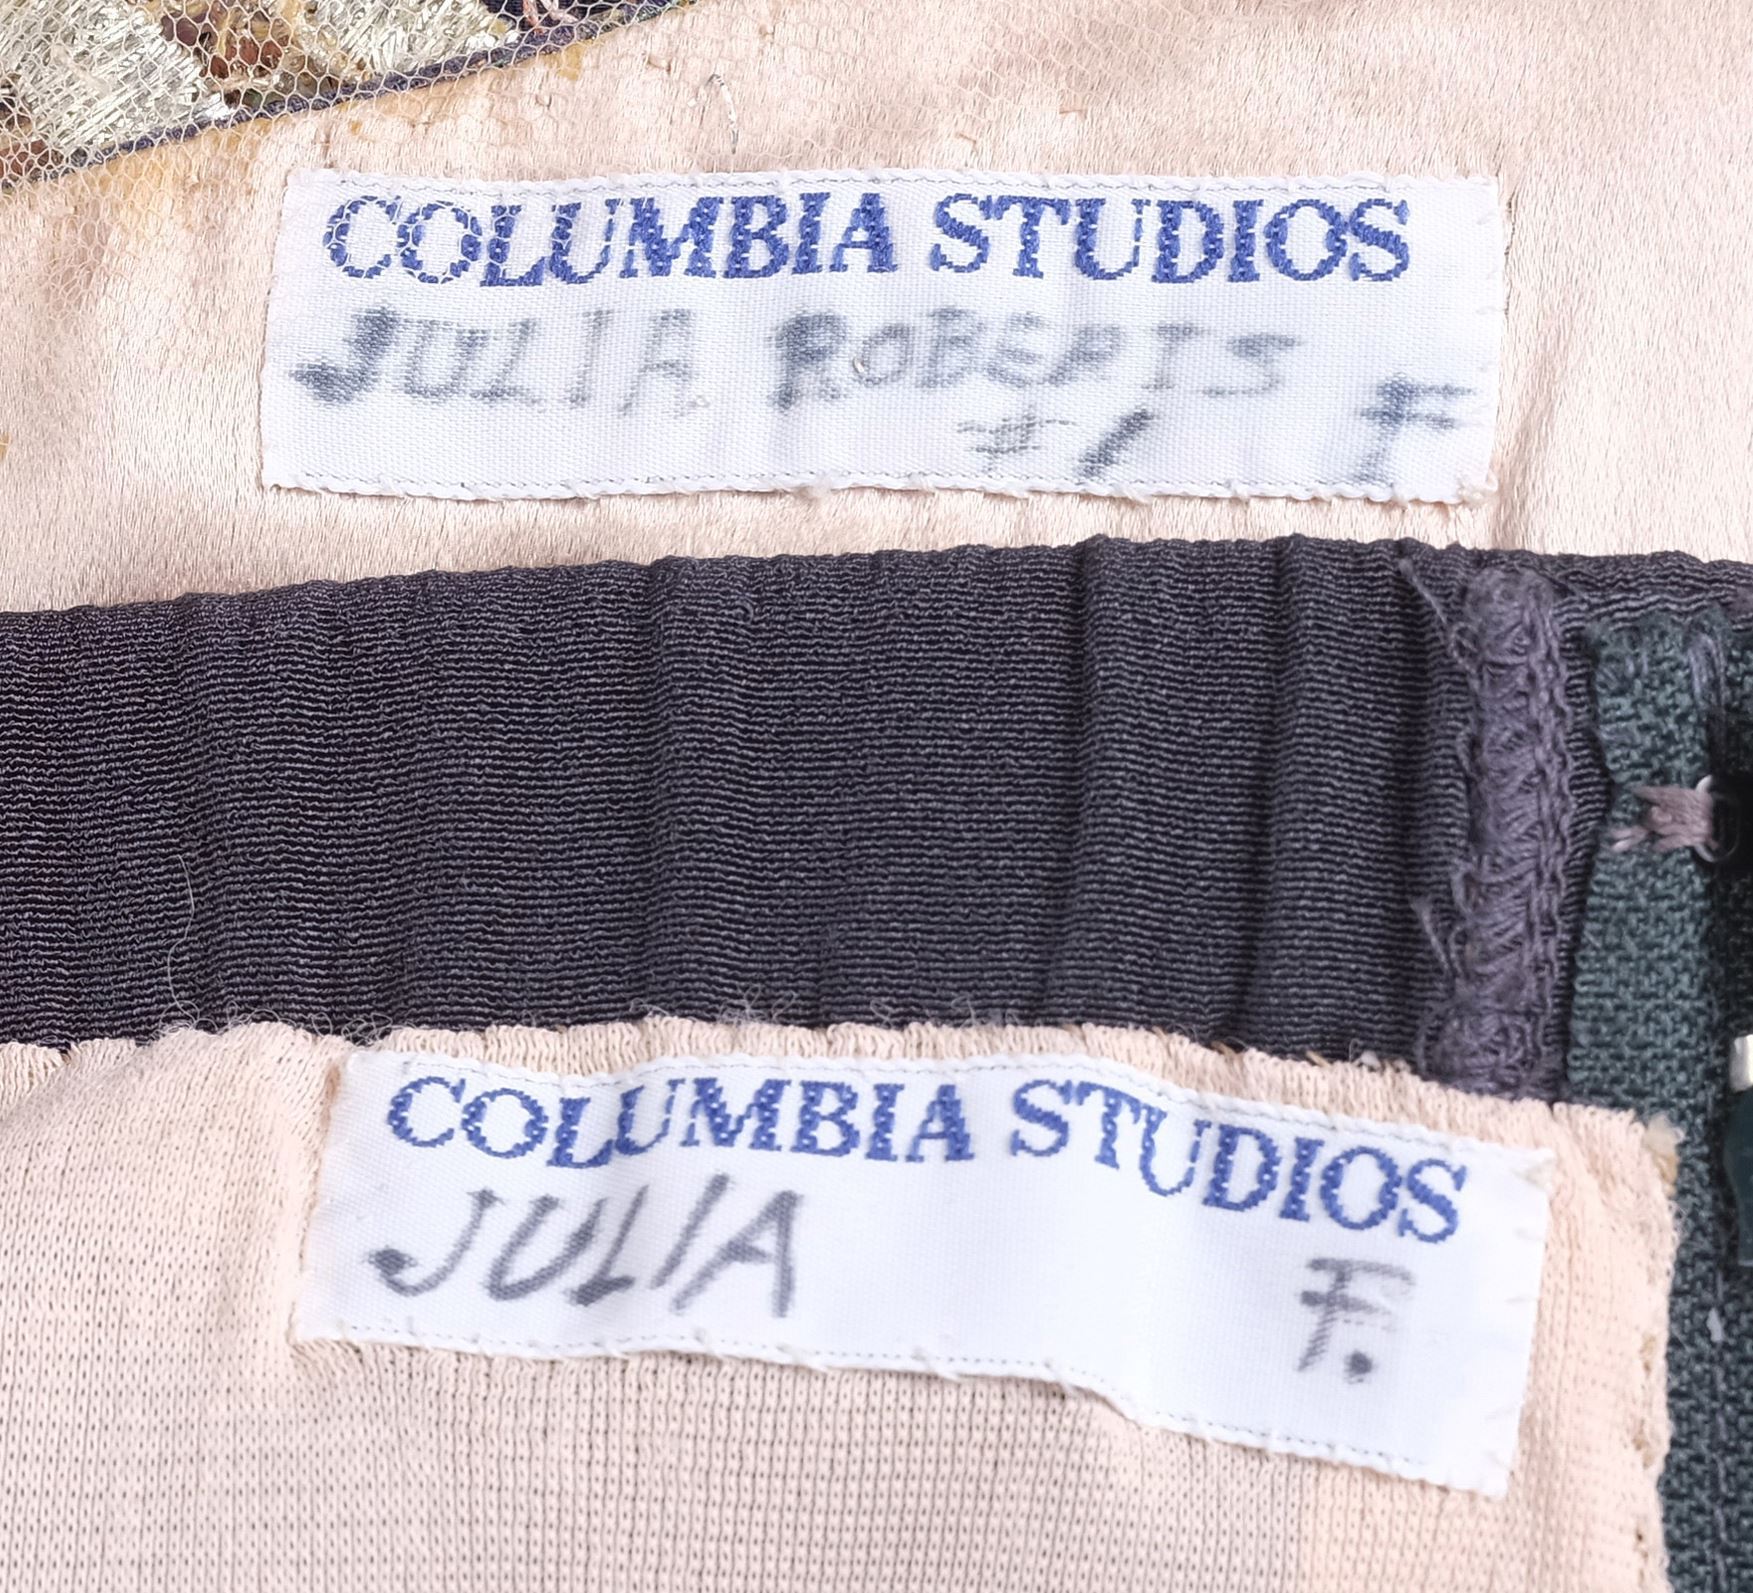 COLUMBIA STUDIOS
JULIA ROBERTS
#1 F
COLUMBIA STUDIOS
JULIA F.